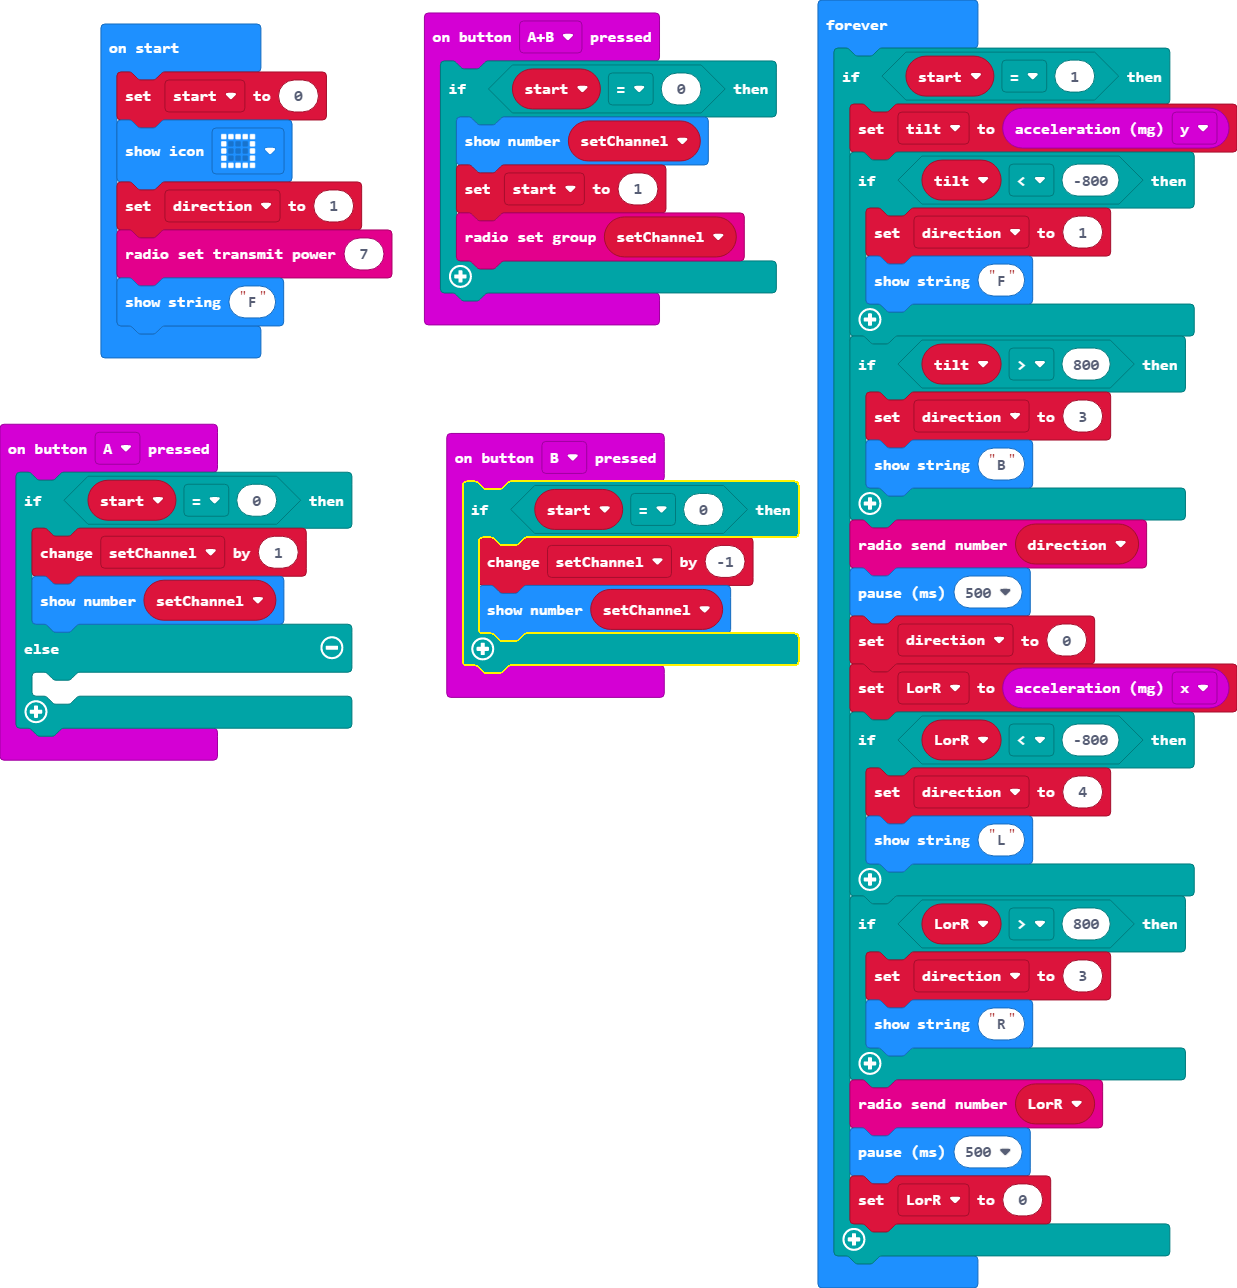 on start
set start to 0
show icon
set direction to 1
radio set transmit power 7
show string "F"
on button A+B pressed
if start = 0 then
show number setChannel
set start to 1
radio set group setChannel
on button A pressed
if start = 0 then
change setChannel by 1
show number setChannel
else
on button B pressed
if start = 0 then
change setChannel by -1
show number setChannel
forever
if start = 1 then
set tilt to acceleration (mg) y
if tilt < -800 then
set direction to 1
show string "F"
if tilt > 800 then
set direction to 3
show string "B"
radio send number direction
pause (ms) 500
set direction to 0
set LorR to acceleration (mg) x
if LorR < -800 then
set direction to 4
show string "L"
if LorR > 800 then
set direction to 3
show string "R"
radio send number LorR
pause (ms) 500
set LorR to 0